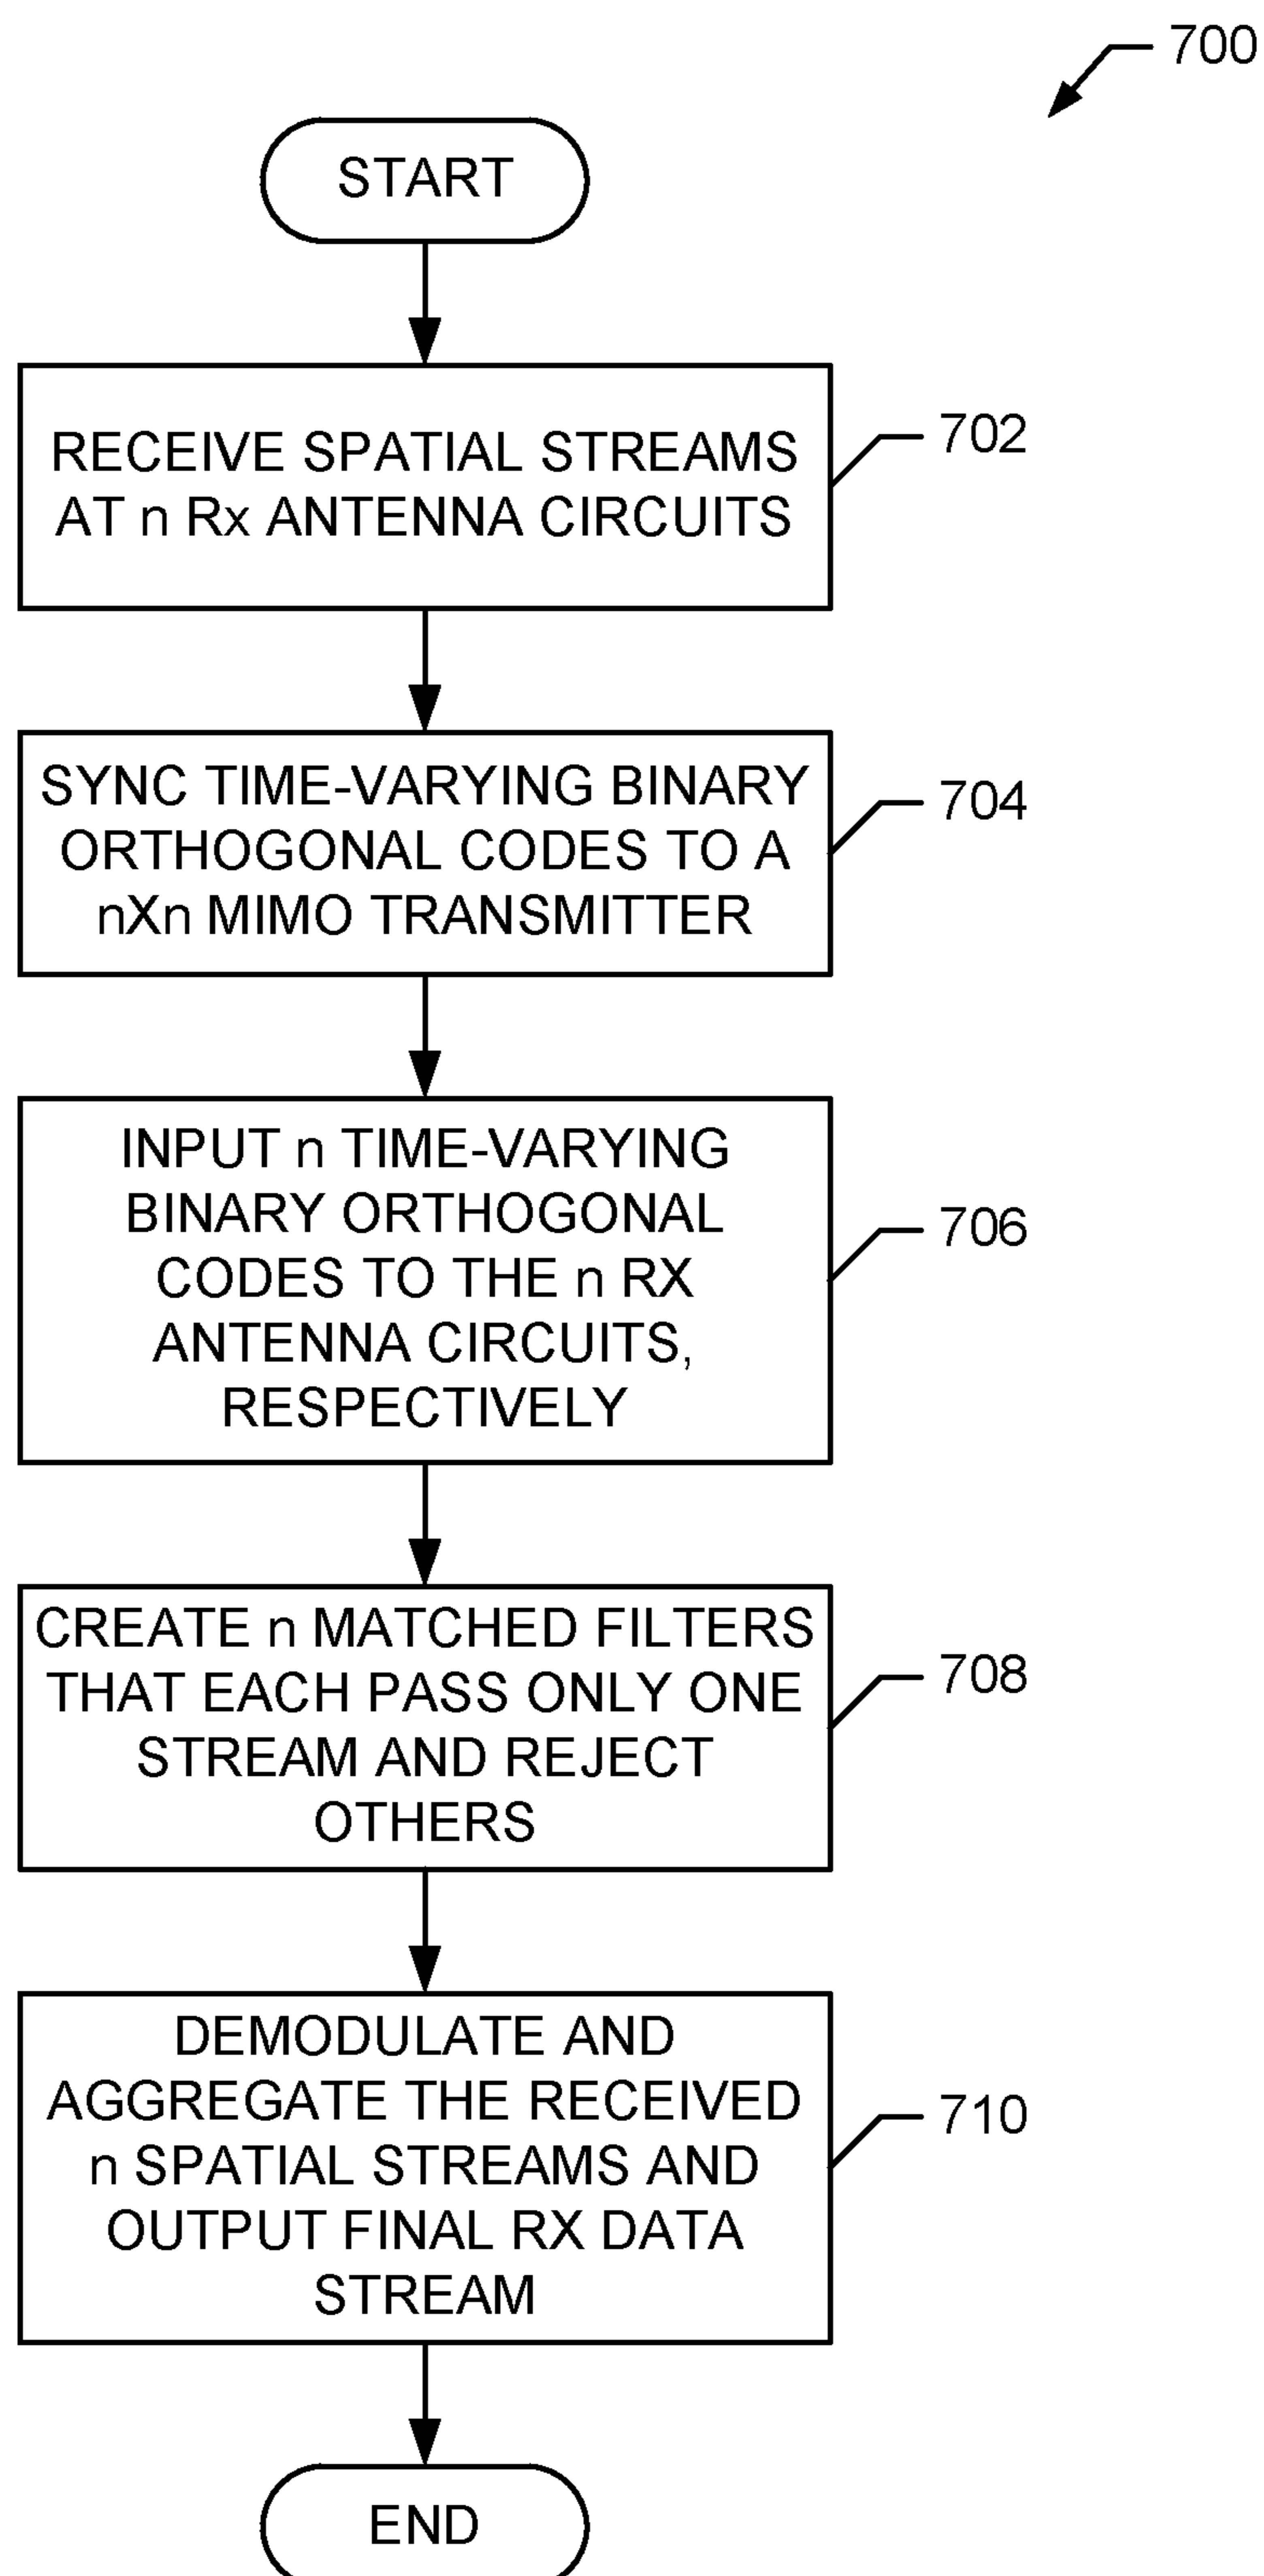 700
START
RECEIVE SPATIAL STREAMS
AT n Rx ANTENNA CIRCUITS
702
SYNC TIME-VARYING BINARY
ORTHOGONAL CODES TO A
nXn MIMO TRANSMITTER
704
INPUT n TIME-VARYING
BINARY ORTHOGONAL
CODES TO THE n RX
ANTENNA CIRCUITS,
RESPECTIVELY
706
CREATE n MATCHED FILTERS
THAT EACH PASS ONLY ONE
STREAM AND REJECT
OTHERS
708
DEMODULATE AND
AGGREGATE THE RECEIVED
n SPATIAL STREAMS AND
OUTPUT FINAL RX DATA
STREAM
710
END